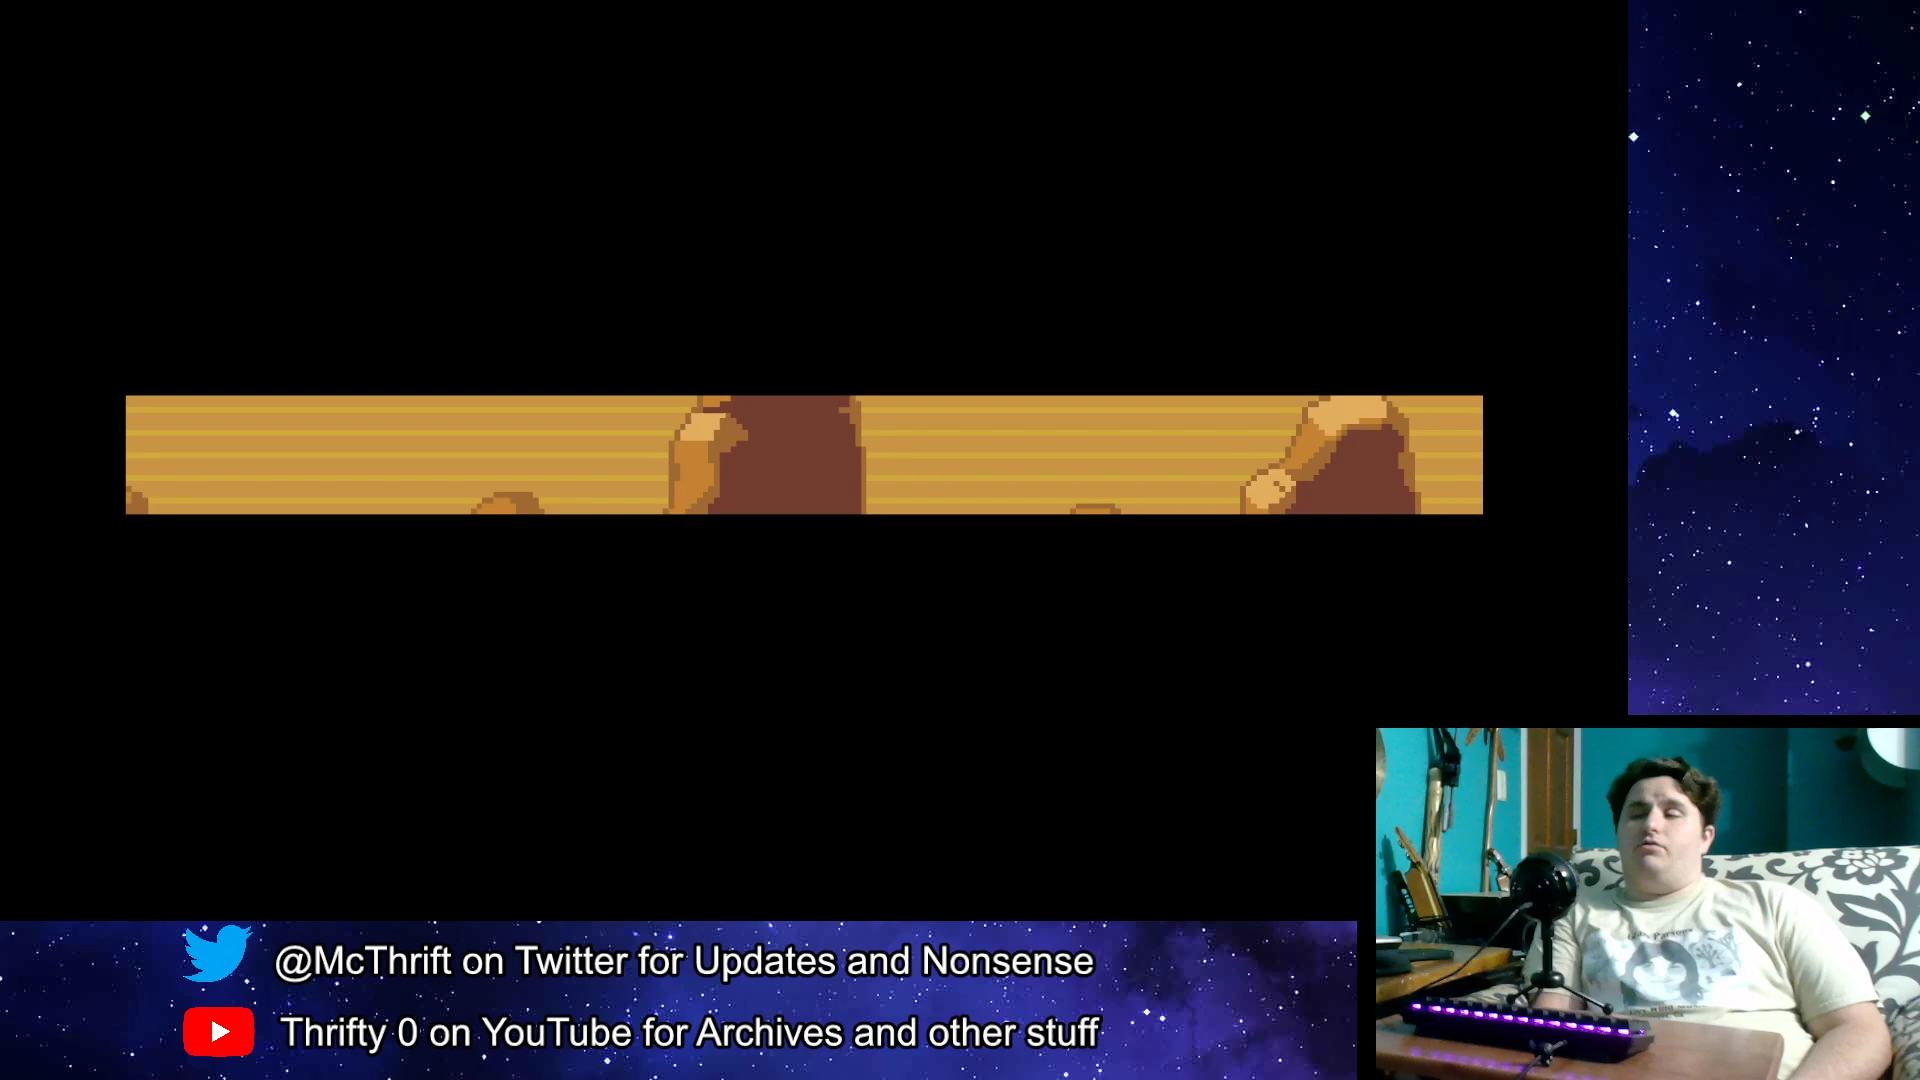 @McThrift on Twitter for Updates and Nonsense
Thrifty 0 on YouTube for Archives and other stuff